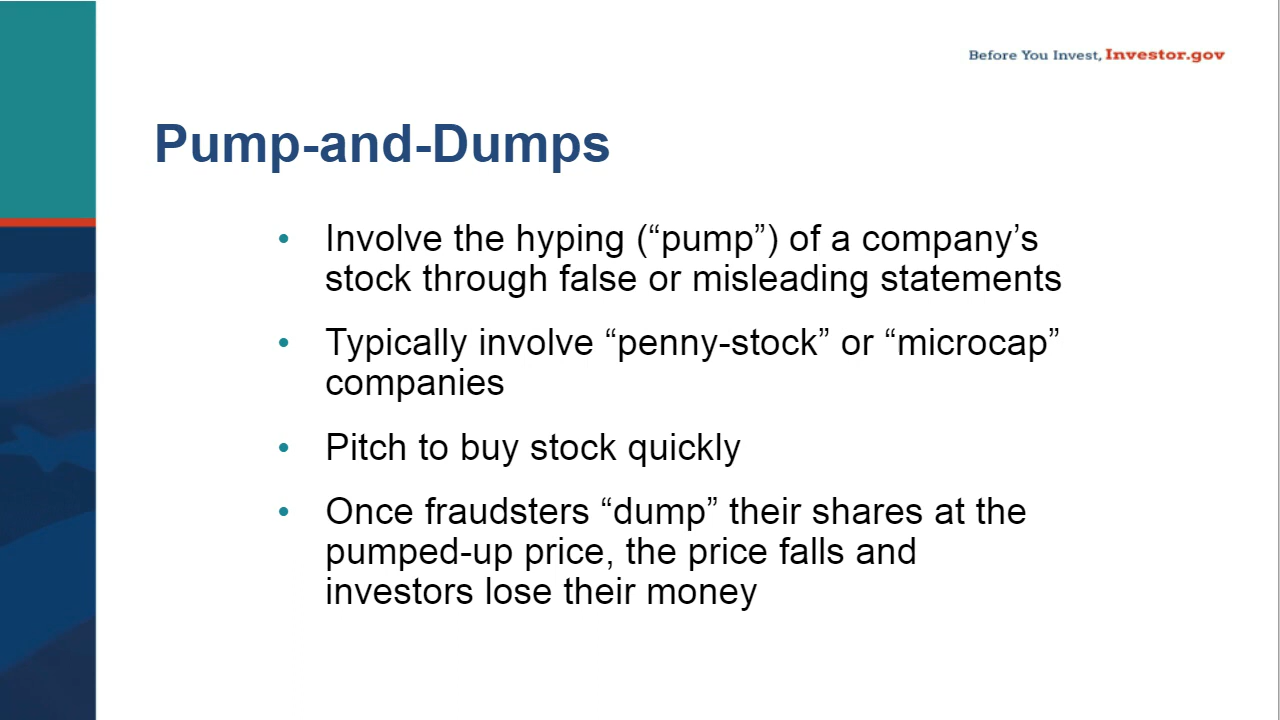 Before You Invest, Investor.gov
Pump-and-Dumps
• Involve the hyping (“pump”) of a company’s
stock through false or misleading statements
• Typically involve “penny-stock” or “microcap”
companies
• Pitch to buy stock quickly
• Once fraudsters “dump” their shares at the
pumped-up price, the price falls and
investors lose their money